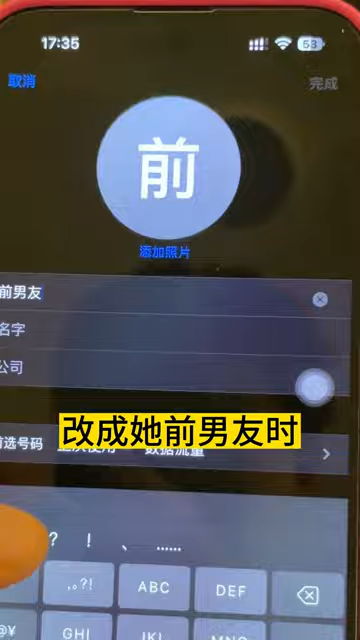 17:35
53
取消
完成
前
添加照片
前男友
名字
公司
改成她前男友时
首选号码
数据流量
? ! 、 ……
,。?!
ABC
DEF
@¥
GHI
JKL
MNO